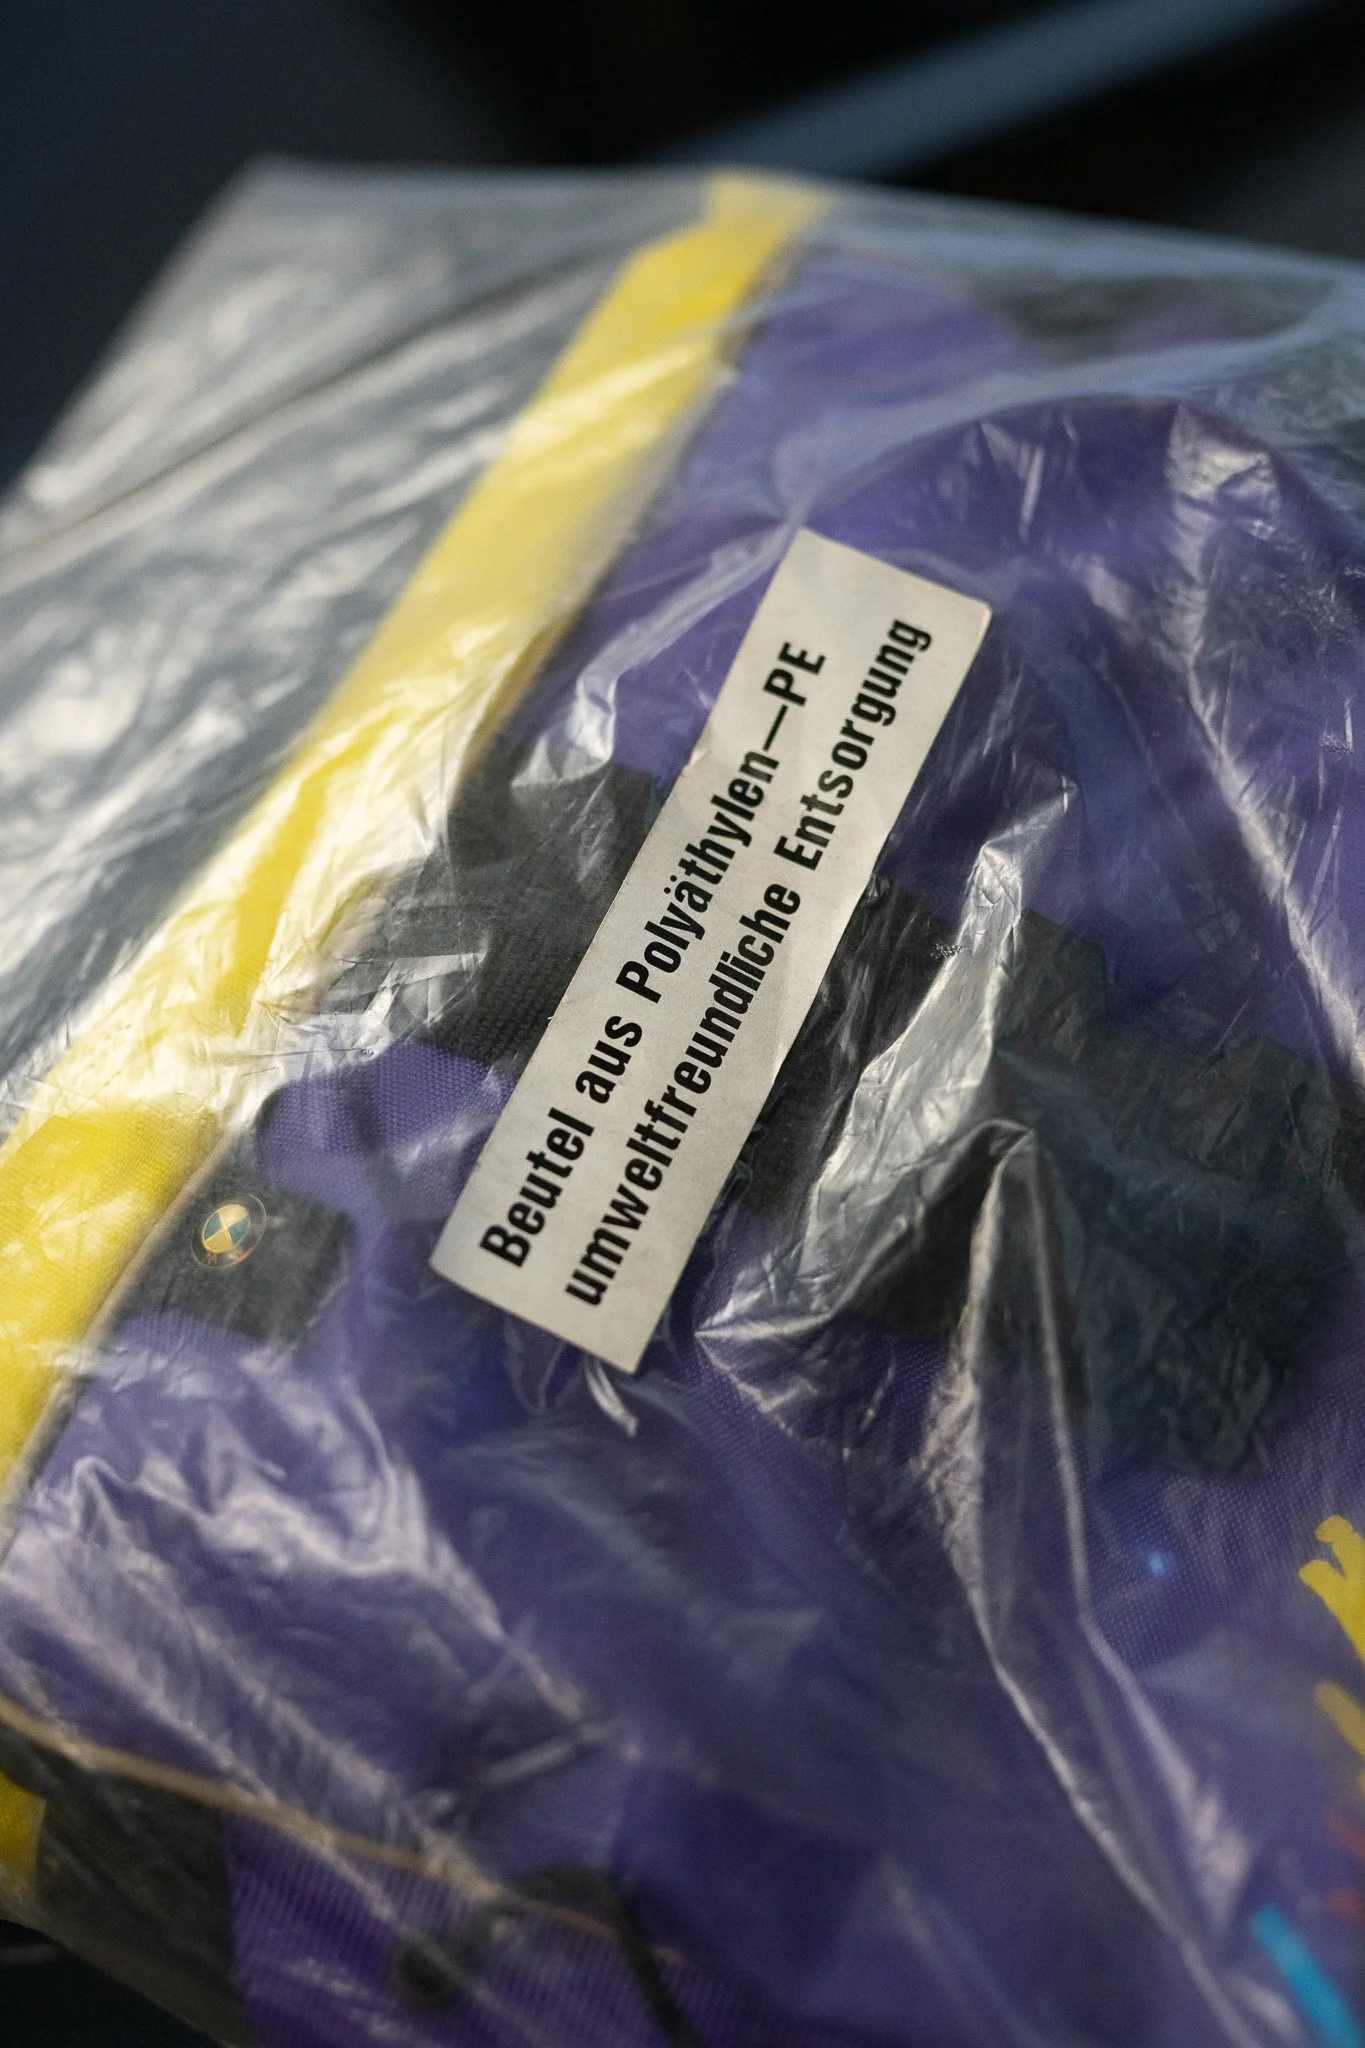 Beutel aus Polyäthylen—PE
umweltfreundliche Entsorgung